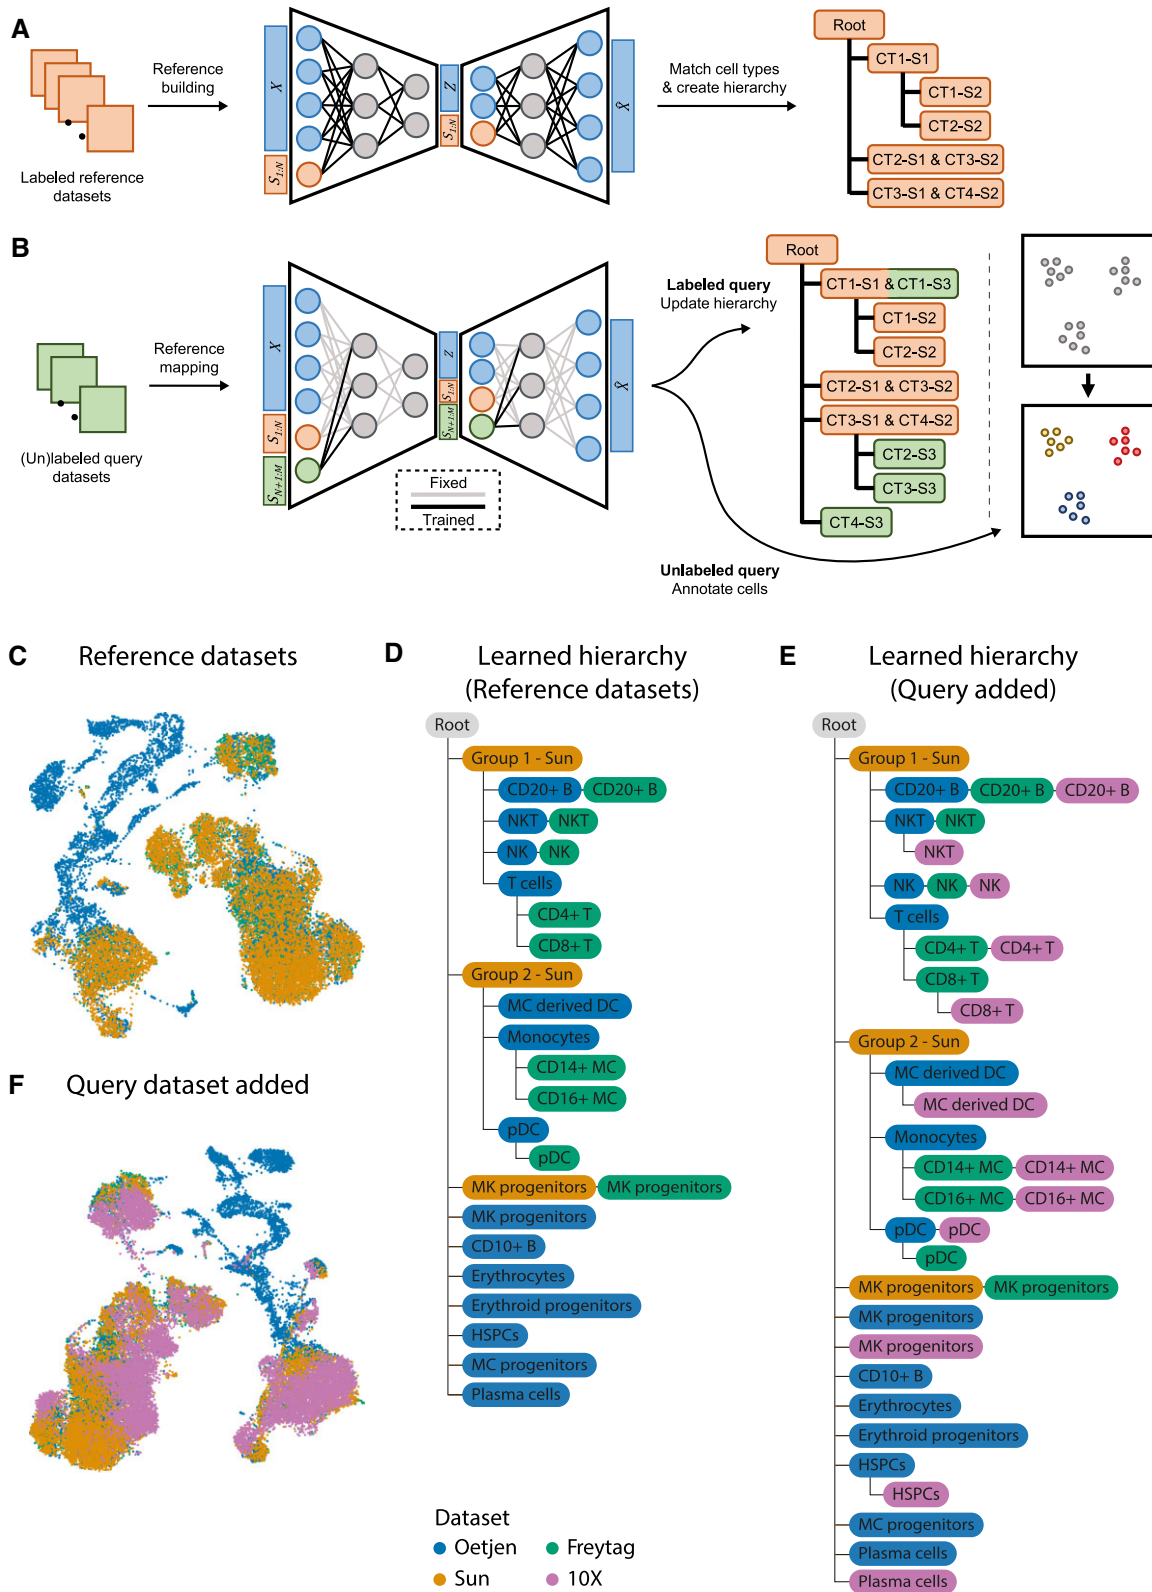 A
Labeled reference
datasets
Reference
building
X
S1:N
Z
S1:N
X̂
Match cell types
& create hierarchy
Root
CT1-S1
CT1-S2
CT2-S2
CT2-S1 & CT3-S2
CT3-S1 & CT4-S2
B
(Un)labeled query
datasets
Reference
mapping
X
S1:N
SN+1:M
Z
S1:N
SN+1:M
X̂
Fixed
Trained
Labeled query
Update hierarchy
Unlabeled query
Annotate cells
Root
CT1-S1 & CT1-S3
CT1-S2
CT2-S2
CT2-S1 & CT3-S2
CT3-S1 & CT4-S2
CT2-S3
CT3-S3
CT4-S3
C Reference datasets
D Learned hierarchy
(Reference datasets)
Root
Group 1 - Sun
CD20+ B CD20+ B
NKT NKT
NK NK
T cells
CD4+ T
CD8+ T
Group 2 - Sun
MC derived DC
Monocytes
CD14+ MC
CD16+ MC
pDC
pDC
MK progenitors MK progenitors
MK progenitors
CD10+ B
Erythrocytes
Erythroid progenitors
HSPCs
MC progenitors
Plasma cells
E Learned hierarchy
(Query added)
Root
Group 1 - Sun
CD20+ B CD20+ B CD20+ B
NKT NKT
NKT
NK NK NK
T cells
CD4+ T CD4+ T
CD8+ T
CD8+ T
Group 2 - Sun
MC derived DC
MC derived DC
Monocytes
CD14+ MC CD14+ MC
CD16+ MC CD16+ MC
pDC pDC
pDC
MK progenitors MK progenitors
MK progenitors
MK progenitors
CD10+ B
Erythrocytes
Erythroid progenitors
HSPCs
HSPCs
MC progenitors
Plasma cells
Plasma cells
F Query dataset added
Dataset
Oetjen Freytag
Sun 10X